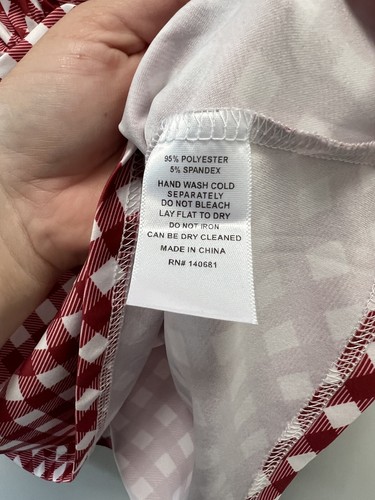 95% POLYESTER
5% SPANDEX
HAND WASH COLD
SEPARATELY
DO NOT BLEACH
LAY FLAT TO DRY
DO NOT IRON
CAN BE DRY CLEANED
MADE IN CHINA
RN# 140681